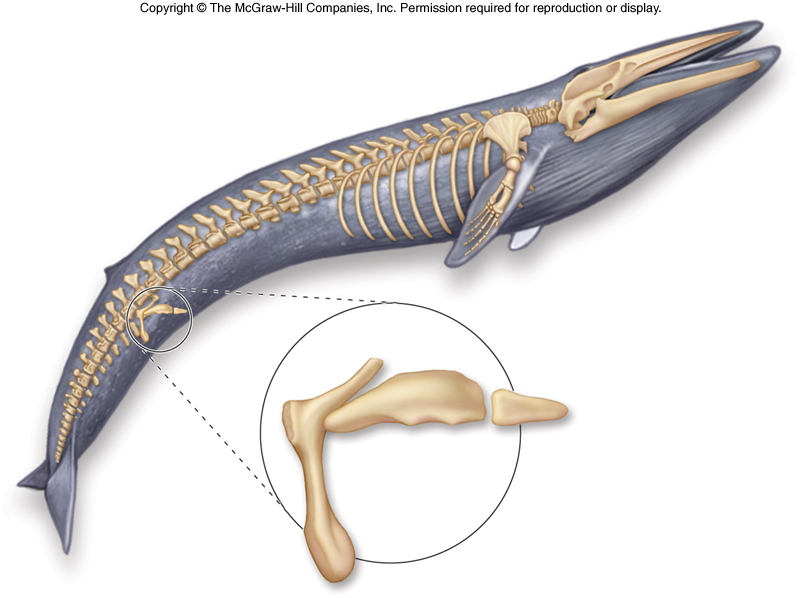 Copyright © The McGraw-Hill Companies, Inc. Permission required for reproduction or display.